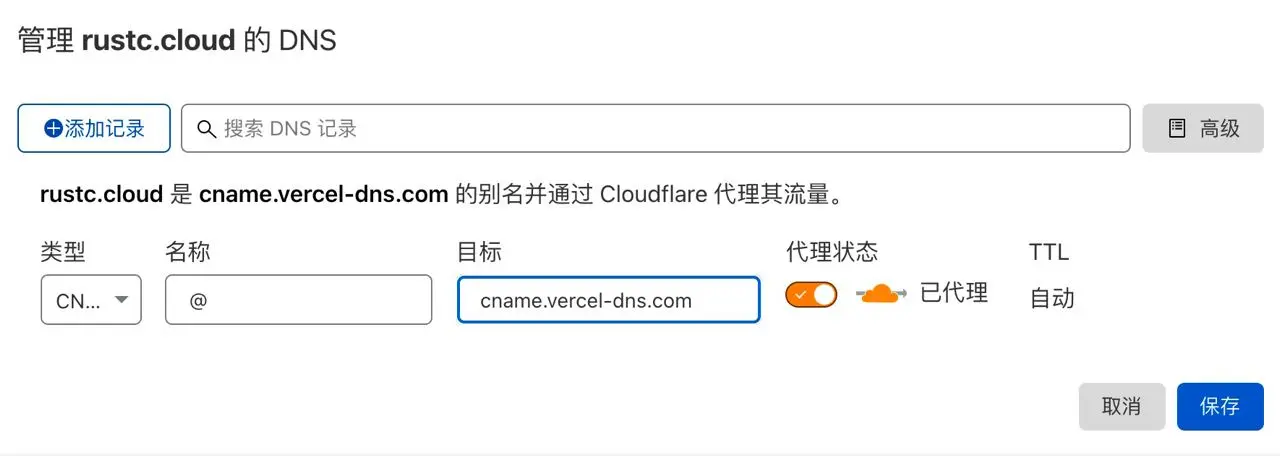 管理 rustc.cloud 的 DNS
添加记录 搜索 DNS 记录 高级
rustc.cloud 是 cname.vercel-dns.com 的别名并通过 Cloudflare 代理其流量。
类型 名称 目标 代理状态 TTL
CN... @ cname.vercel-dns.com 已代理 自动
取消 保存